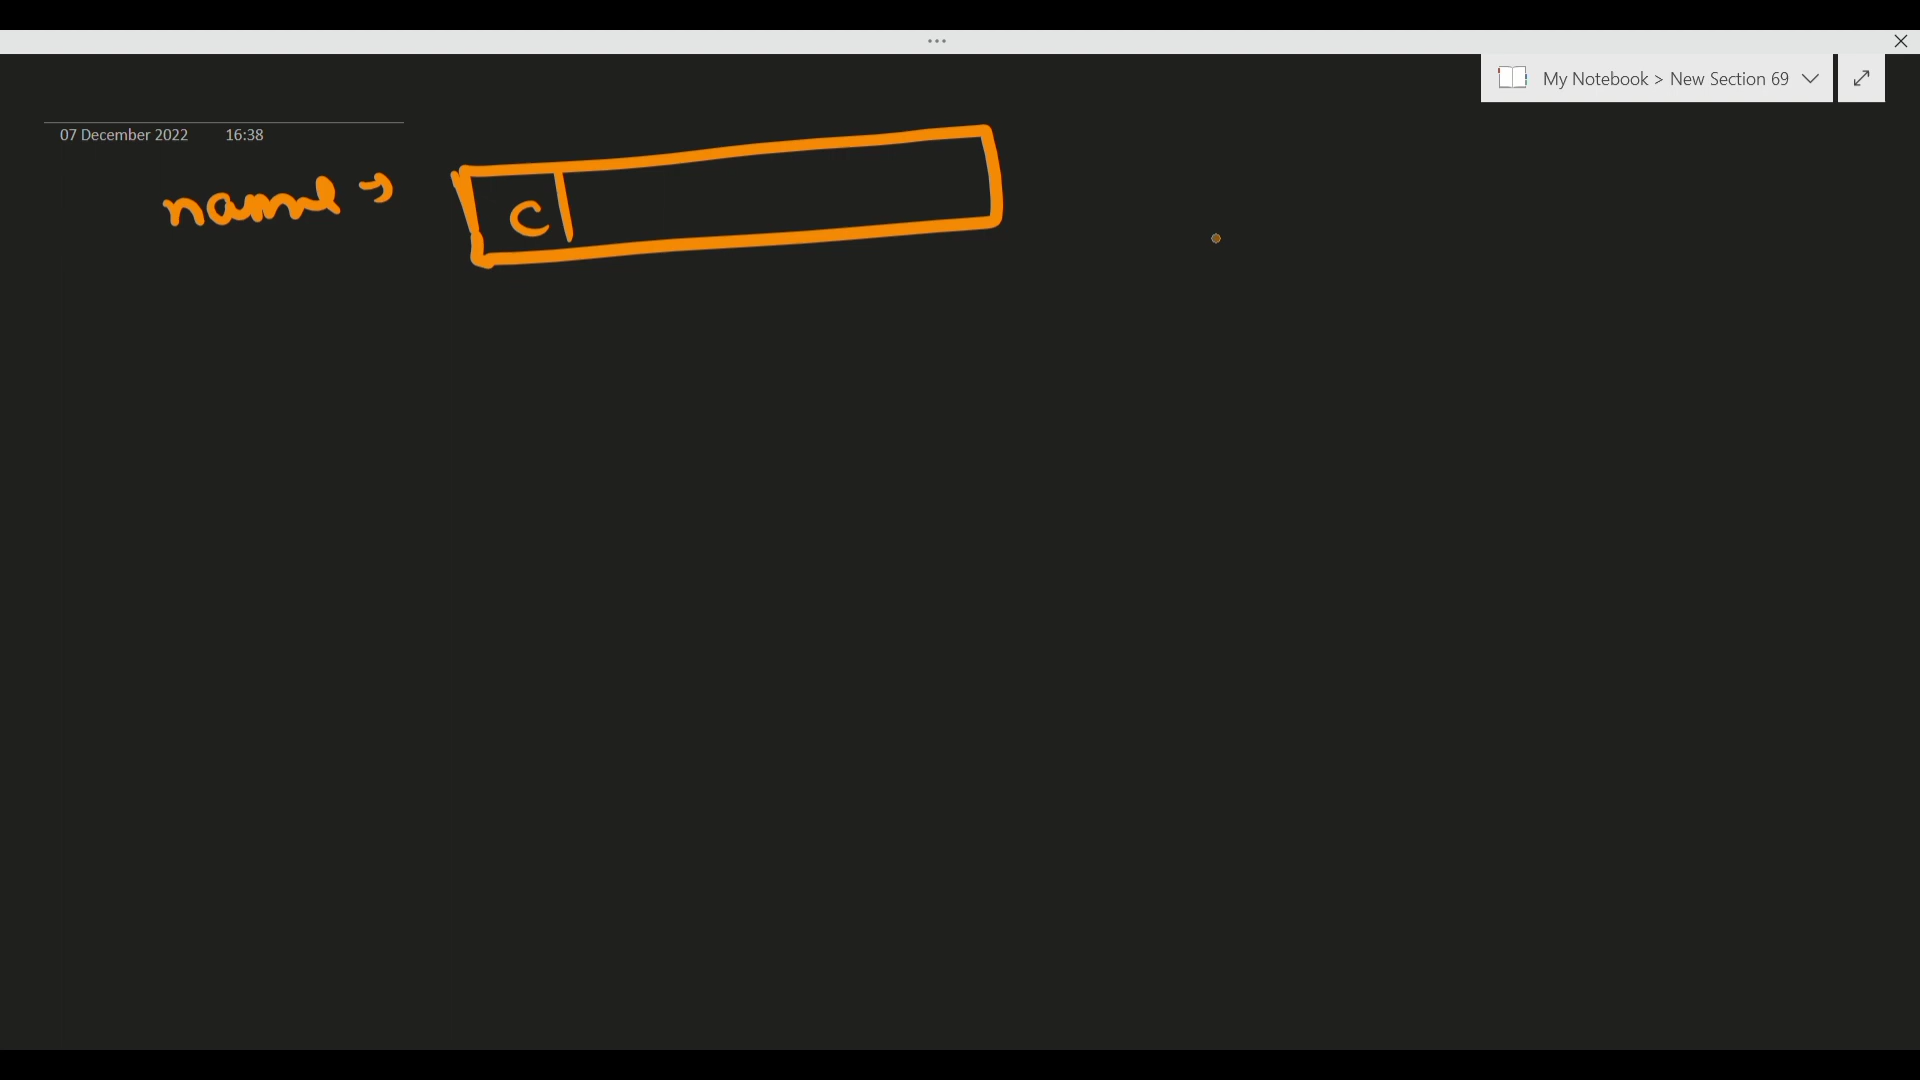 My Notebook > New Section 69
07 December 2022 16:38
name →
C